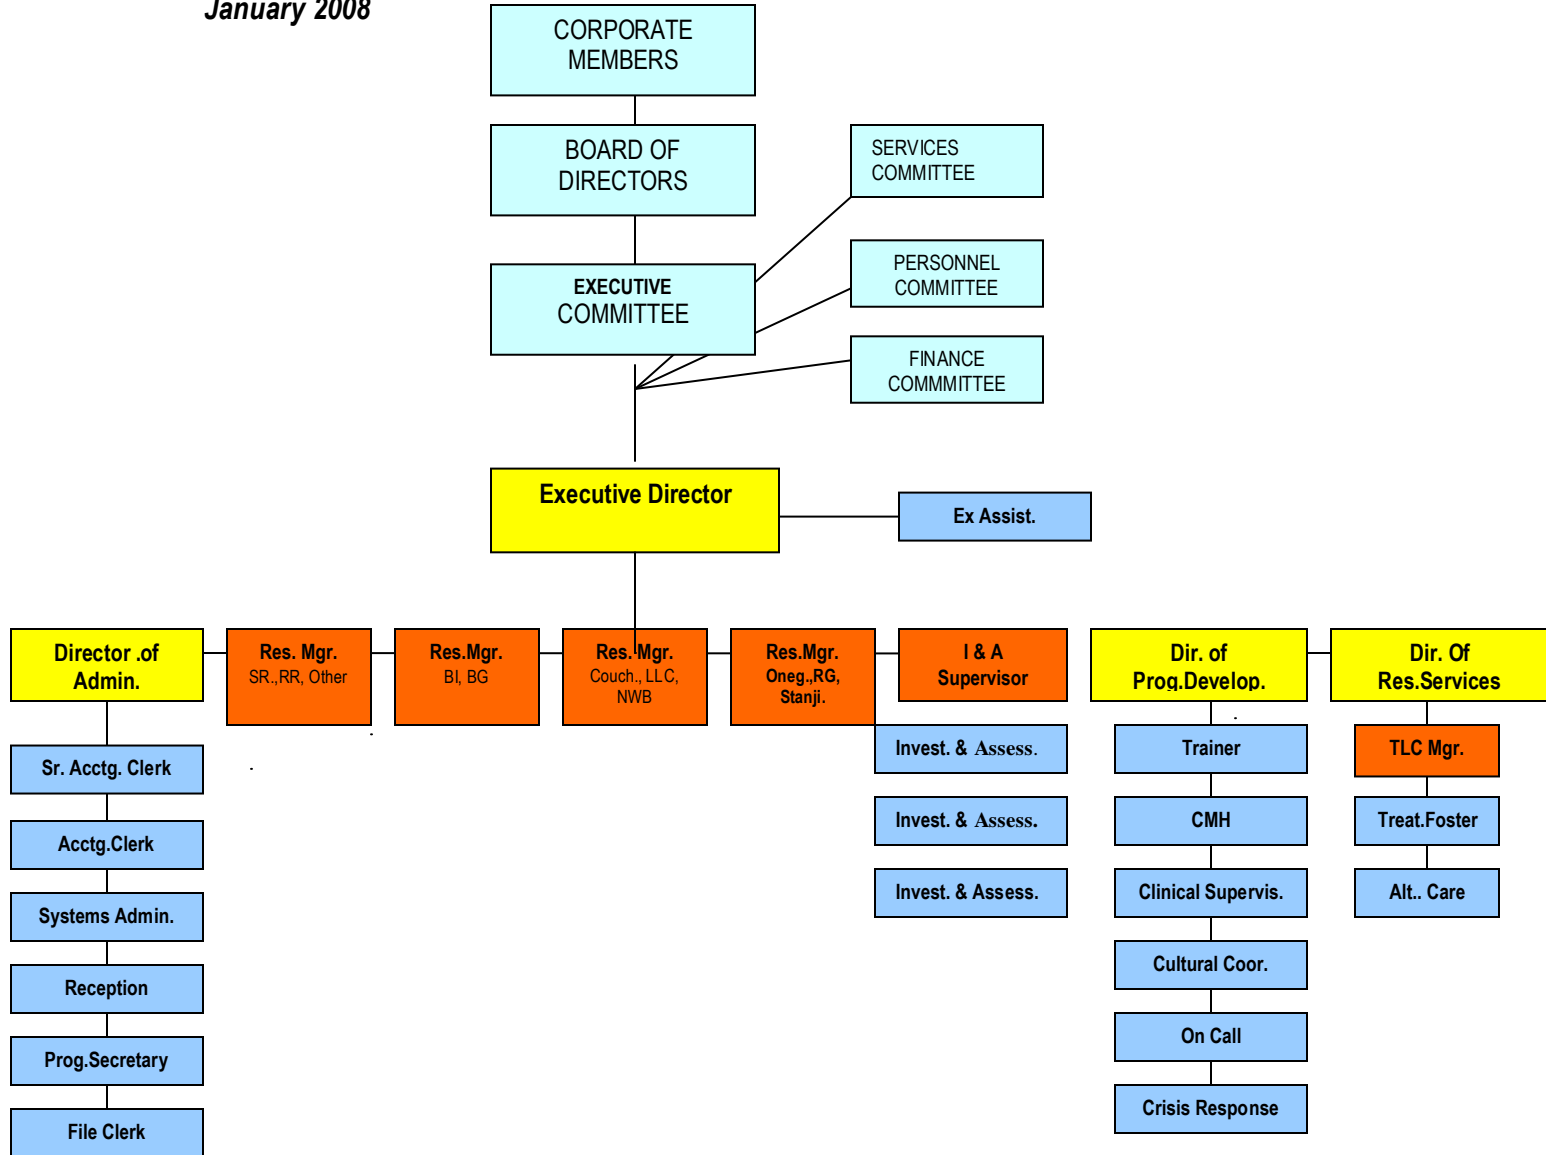 January 2008
CORPORATE
MEMBERS
BOARD OF
DIRECTORS
SERVICES
COMMITTEE
EXECUTIVE
COMMITTEE
PERSONNEL
COMMITTEE
FINANCE
COMMMITTEE
Executive Director
Ex Assist.
Director .of
Admin.
Res. Mgr.
SR.,RR, Other
Res.Mgr.
BI, BG
Res. Mgr.
Couch., LLC,
NWB
Res.Mgr.
Oneg.,RG,
Stanji.
I & A
Supervisor
Dir. of
Prog.Develop.
Dir. Of
Res.Services
Sr. Acctg. Clerk
Acctg.Clerk
Systems Admin.
Reception
Prog.Secretary
File Clerk
Invest. & Assess.
Invest. & Assess.
Invest. & Assess.
Trainer
CMH
Clinical Supervis.
Cultural Coor.
On Call
Crisis Response
TLC Mgr.
Treat.Foster
Alt.. Care